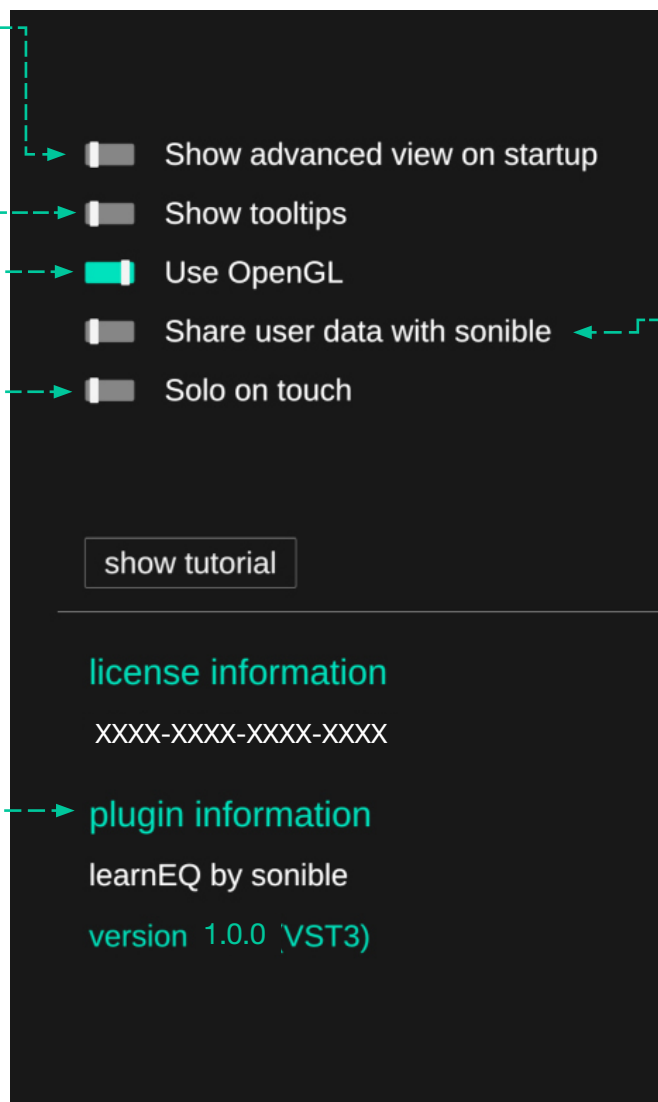 Show advanced view on startup
Show tooltips
Use OpenGL
Share user data with sonible
Solo on touch
show tutorial
license information
XXXX-XXXX-XXXX-XXXX
plugin information
learnEQ by sonible
version 1.0.0 (VST3)